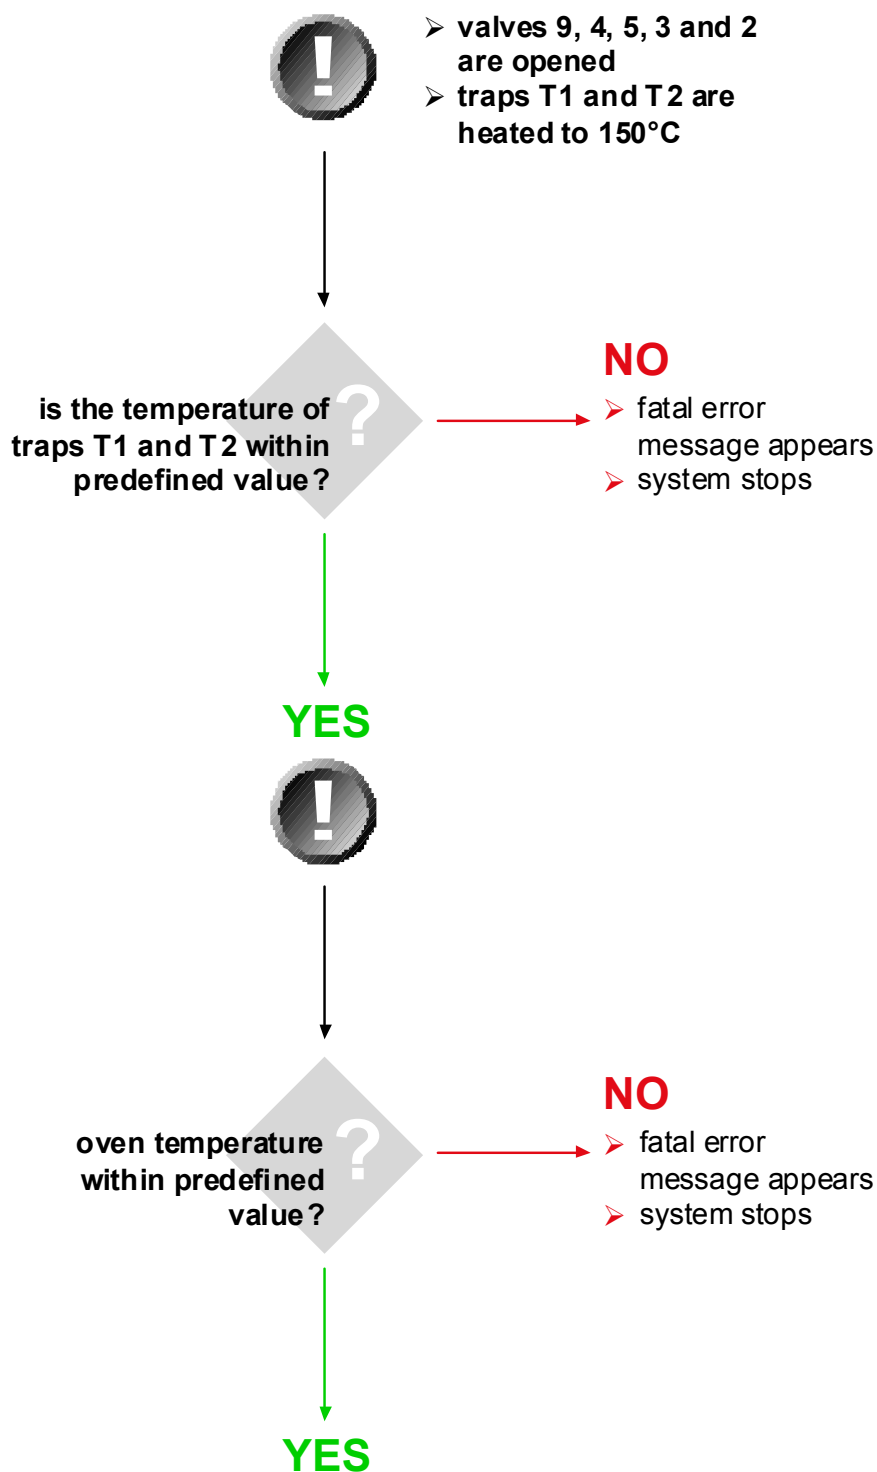 !
➢ valves 9, 4, 5, 3 and 2
are opened
➢ traps T1 and T2 are
heated to 150°C
?
is the temperature of
traps T1 and T2 within
predefined value?
NO
➢ fatal error
message appears
➢ system stops
YES
!
?
oven temperature
within predefined
value?
NO
➢ fatal error
message appears
➢ system stops
YES